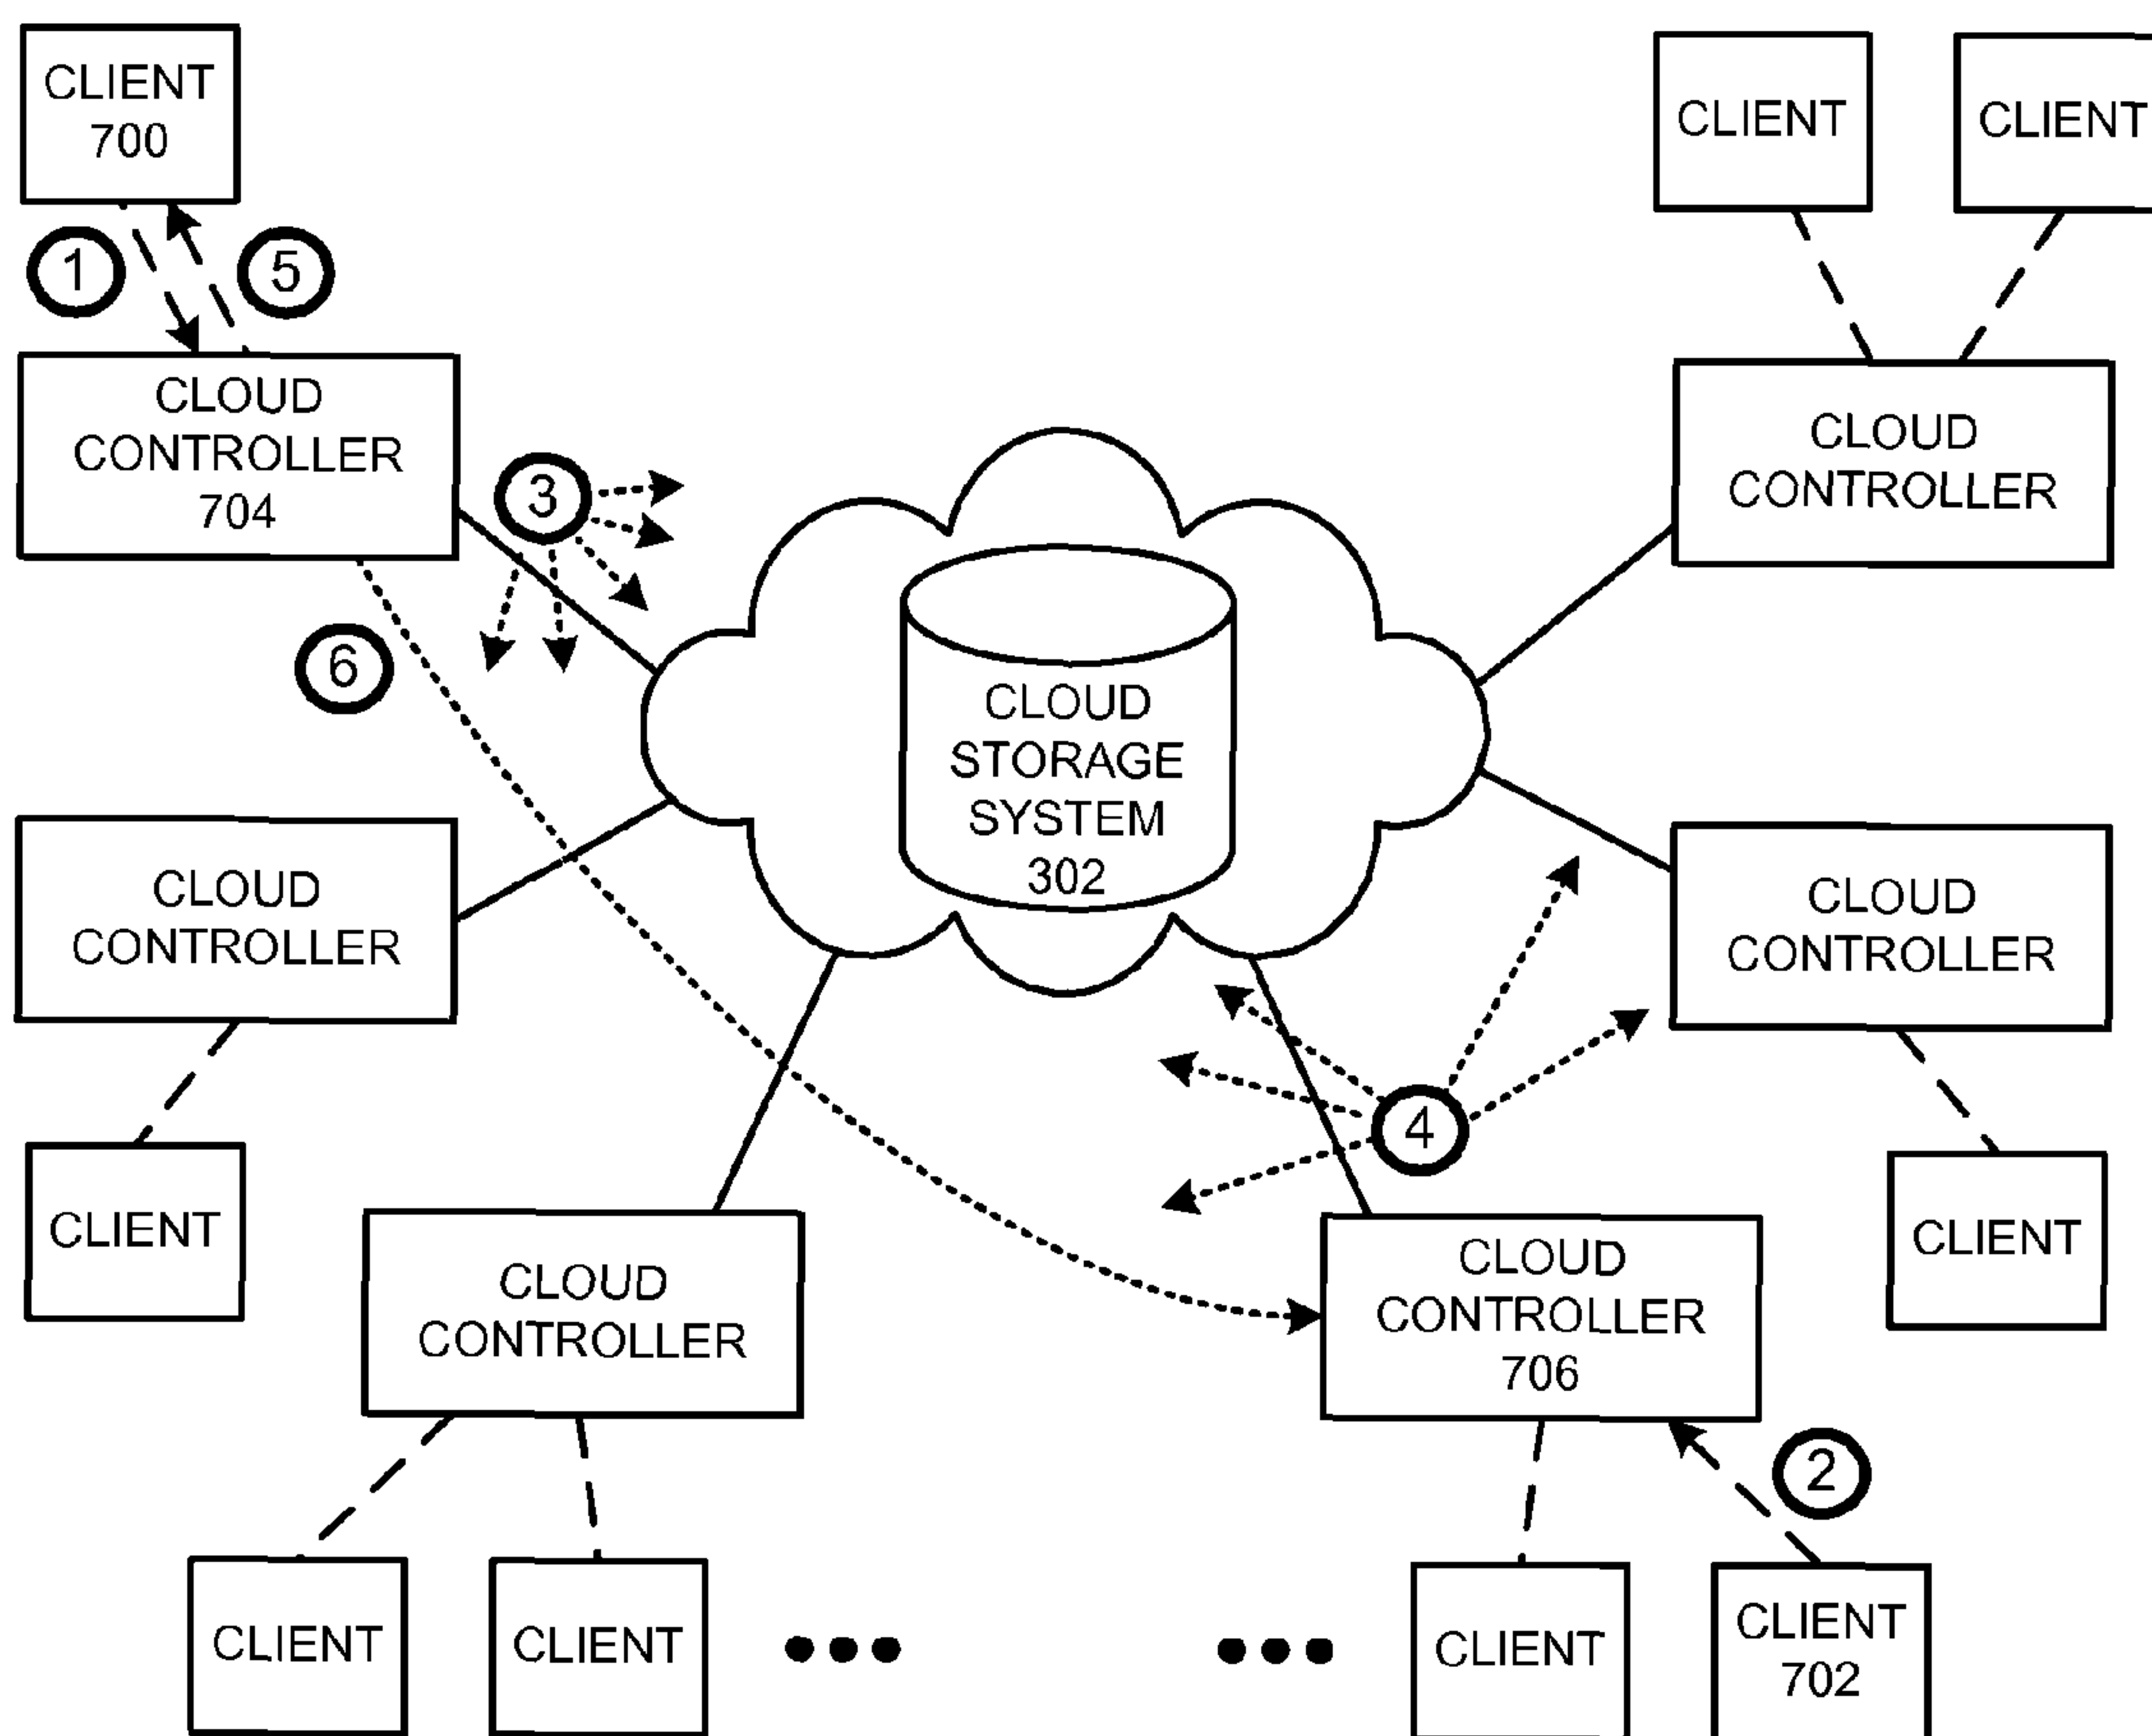 CLIENT
700
CLIENT
CLIENT
1
5
CLOUD
CONTROLLER
704
3
CLOUD
CONTROLLER
6
CLOUD
STORAGE
SYSTEM
302
CLOUD
CONTROLLER
CLOUD
CONTROLLER
4
CLIENT
CLIENT
CLOUD
CONTROLLER
CLOUD
CONTROLLER
706
2
CLIENT
CLIENT
CLIENT
CLIENT
702